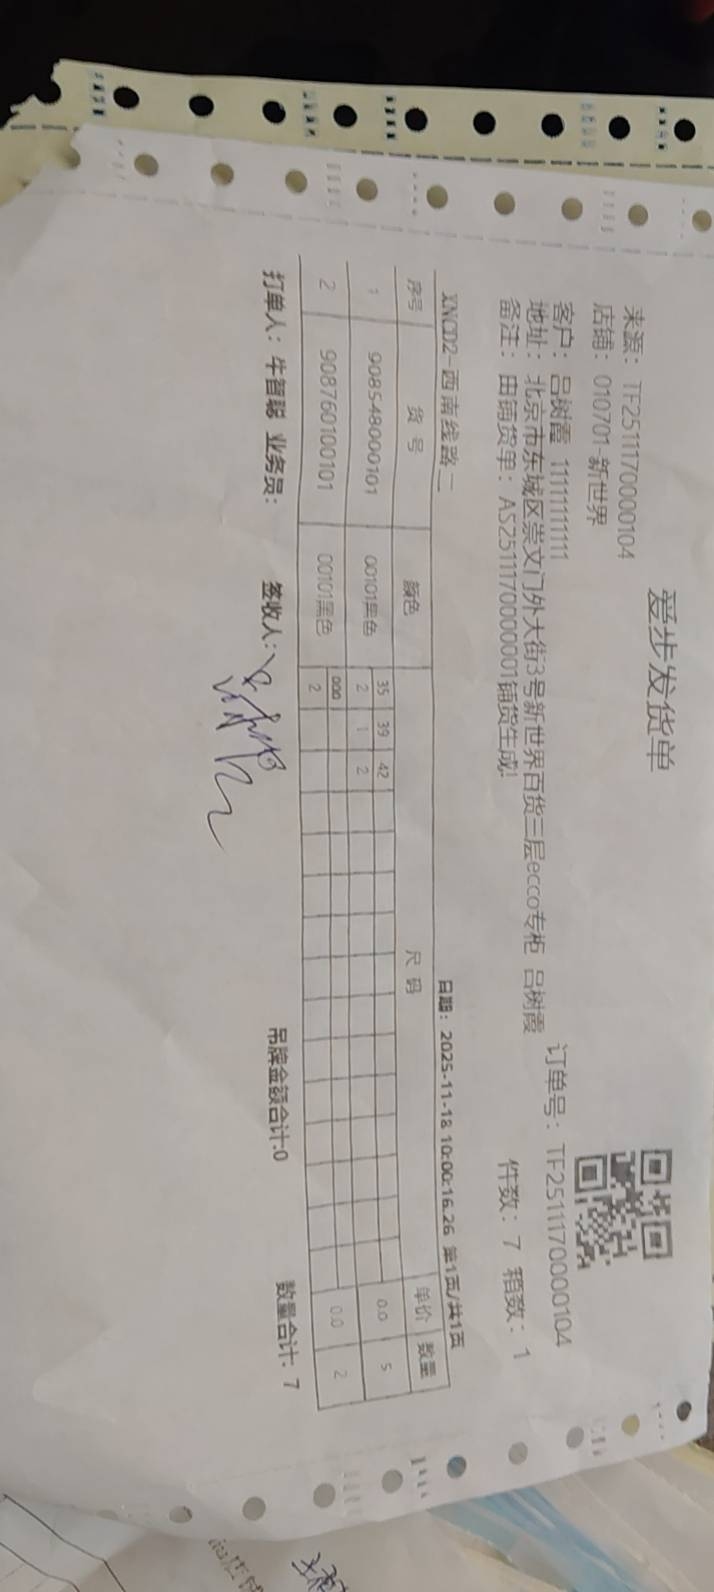 爱步发货单
来源：TF2511170000104
店铺：010701-新世界
订单号：TF2511170000104
客户：吕树霞 11111111111
地址：北京市东城区崇文门外大街3号新世界百货三层ecco专柜 吕树霞
件数：7 箱数：1
备注：由铺货单：AS2511170000001铺货生成!
XNCD2-西南线路二 日期：2025-11-18 10:00:16.26 第1页/共1页
序号 货号 颜色 尺码 单价 数量
35 39 42
1 908548000101 00101黑色 2 1 2 0.0 5
000
2 908760100101 00101黑色 2 0.0 2
打单人：牛智聪 业务员： 签收人： 吊牌金额合计:0 数量合计：7